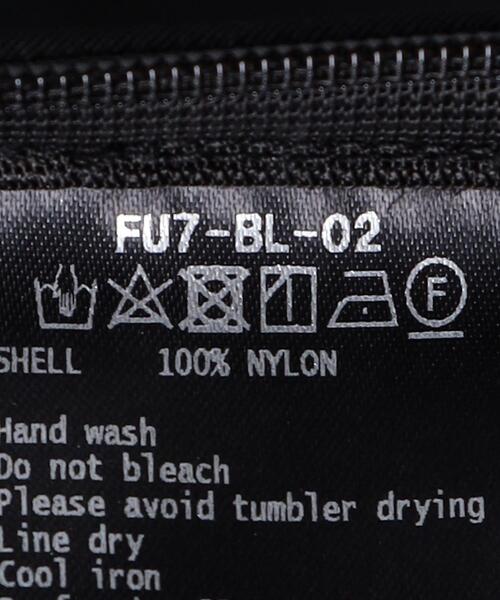 FU7-BL-02
F
SHELL 100% NYLON
Hand wash
Do not bleach
Please avoid tumbler drying
Line dry
Cool iron